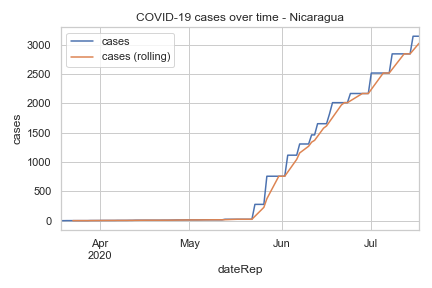 COVID-19 cases over time - Nicaragua
cases
cases (rolling)
3000
2500
2000
1500
1000
500
0
cases
Apr
2020
May
Jun
Jul
dateRep